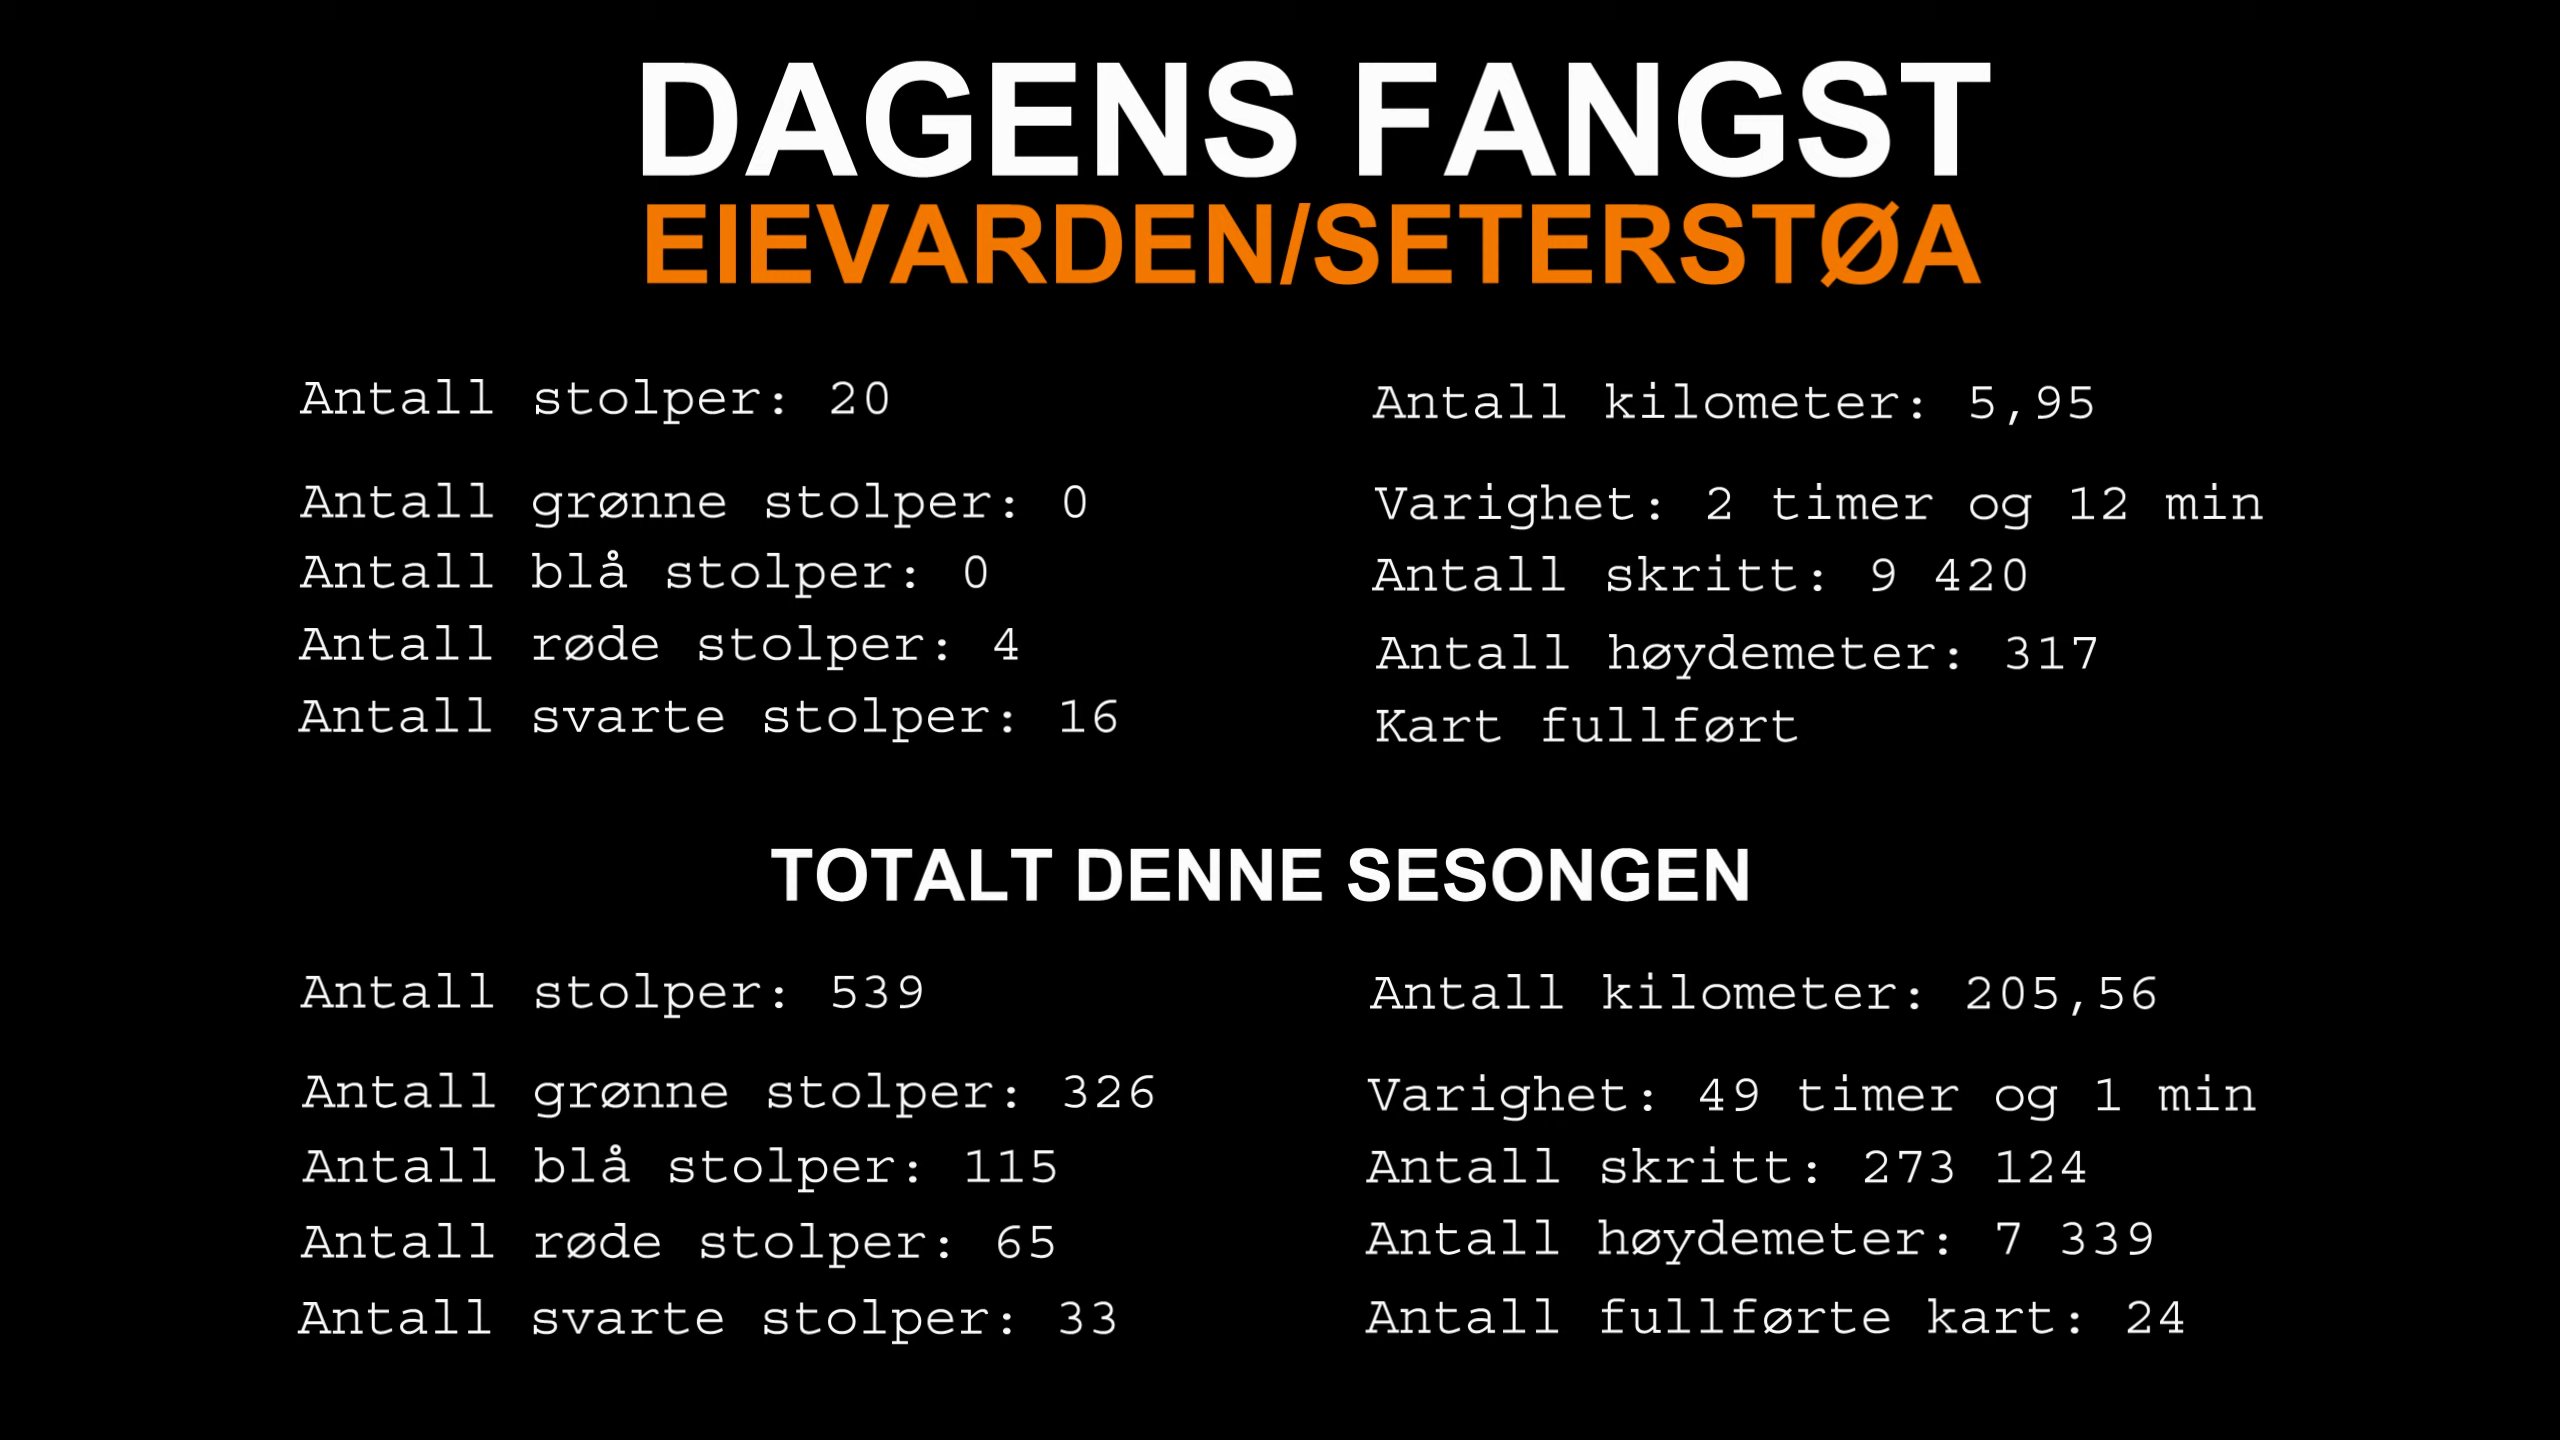 DAGENS FANGST
EIEVARDEN/SETERSTØA
Antall stolper: 20
Antall grønne stolper: 0
Antall blå stolper: 0
Antall røde stolper: 4
Antall svarte stolper: 16
Antall kilometer: 5,95
Varighet: 2 timer og 12 min
Antall skritt: 9 420
Antall høydemeter: 317
Kart fullført
TOTALT DENNE SESONGEN
Antall stolper: 539
Antall grønne stolper: 326
Antall blå stolper: 115
Antall røde stolper: 65
Antall svarte stolper: 33
Antall kilometer: 205,56
Varighet: 49 timer og 1 min
Antall skritt: 273 124
Antall høydemeter: 7 339
Antall fullførte kart: 24